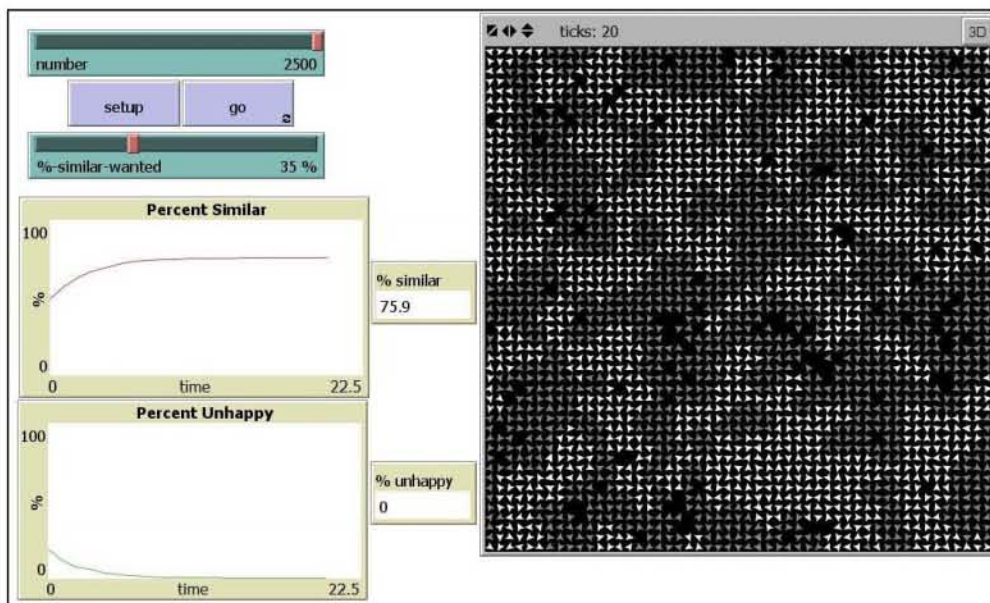 ticks: 20
3D
number 2500
setup go
%-similar-wanted 35 %
Percent Similar
100
%
0
0 time 22.5
% similar
75.9
Percent Unhappy
100
%
0
0 time 22.5
% unhappy
0